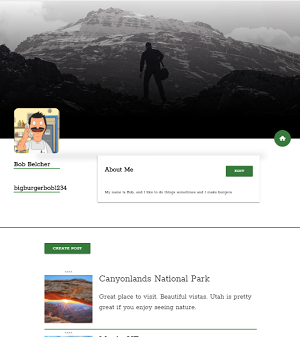 Bob Belcher
bigburgerbob1234
About Me
EDIT
My name is Bob, and I like to do things sometimes and I make burgers
CREATE POST
Canyonlands National Park
Great place to visit. Beautiful vistas. Utah is pretty
great if you enjoy seeing nature.